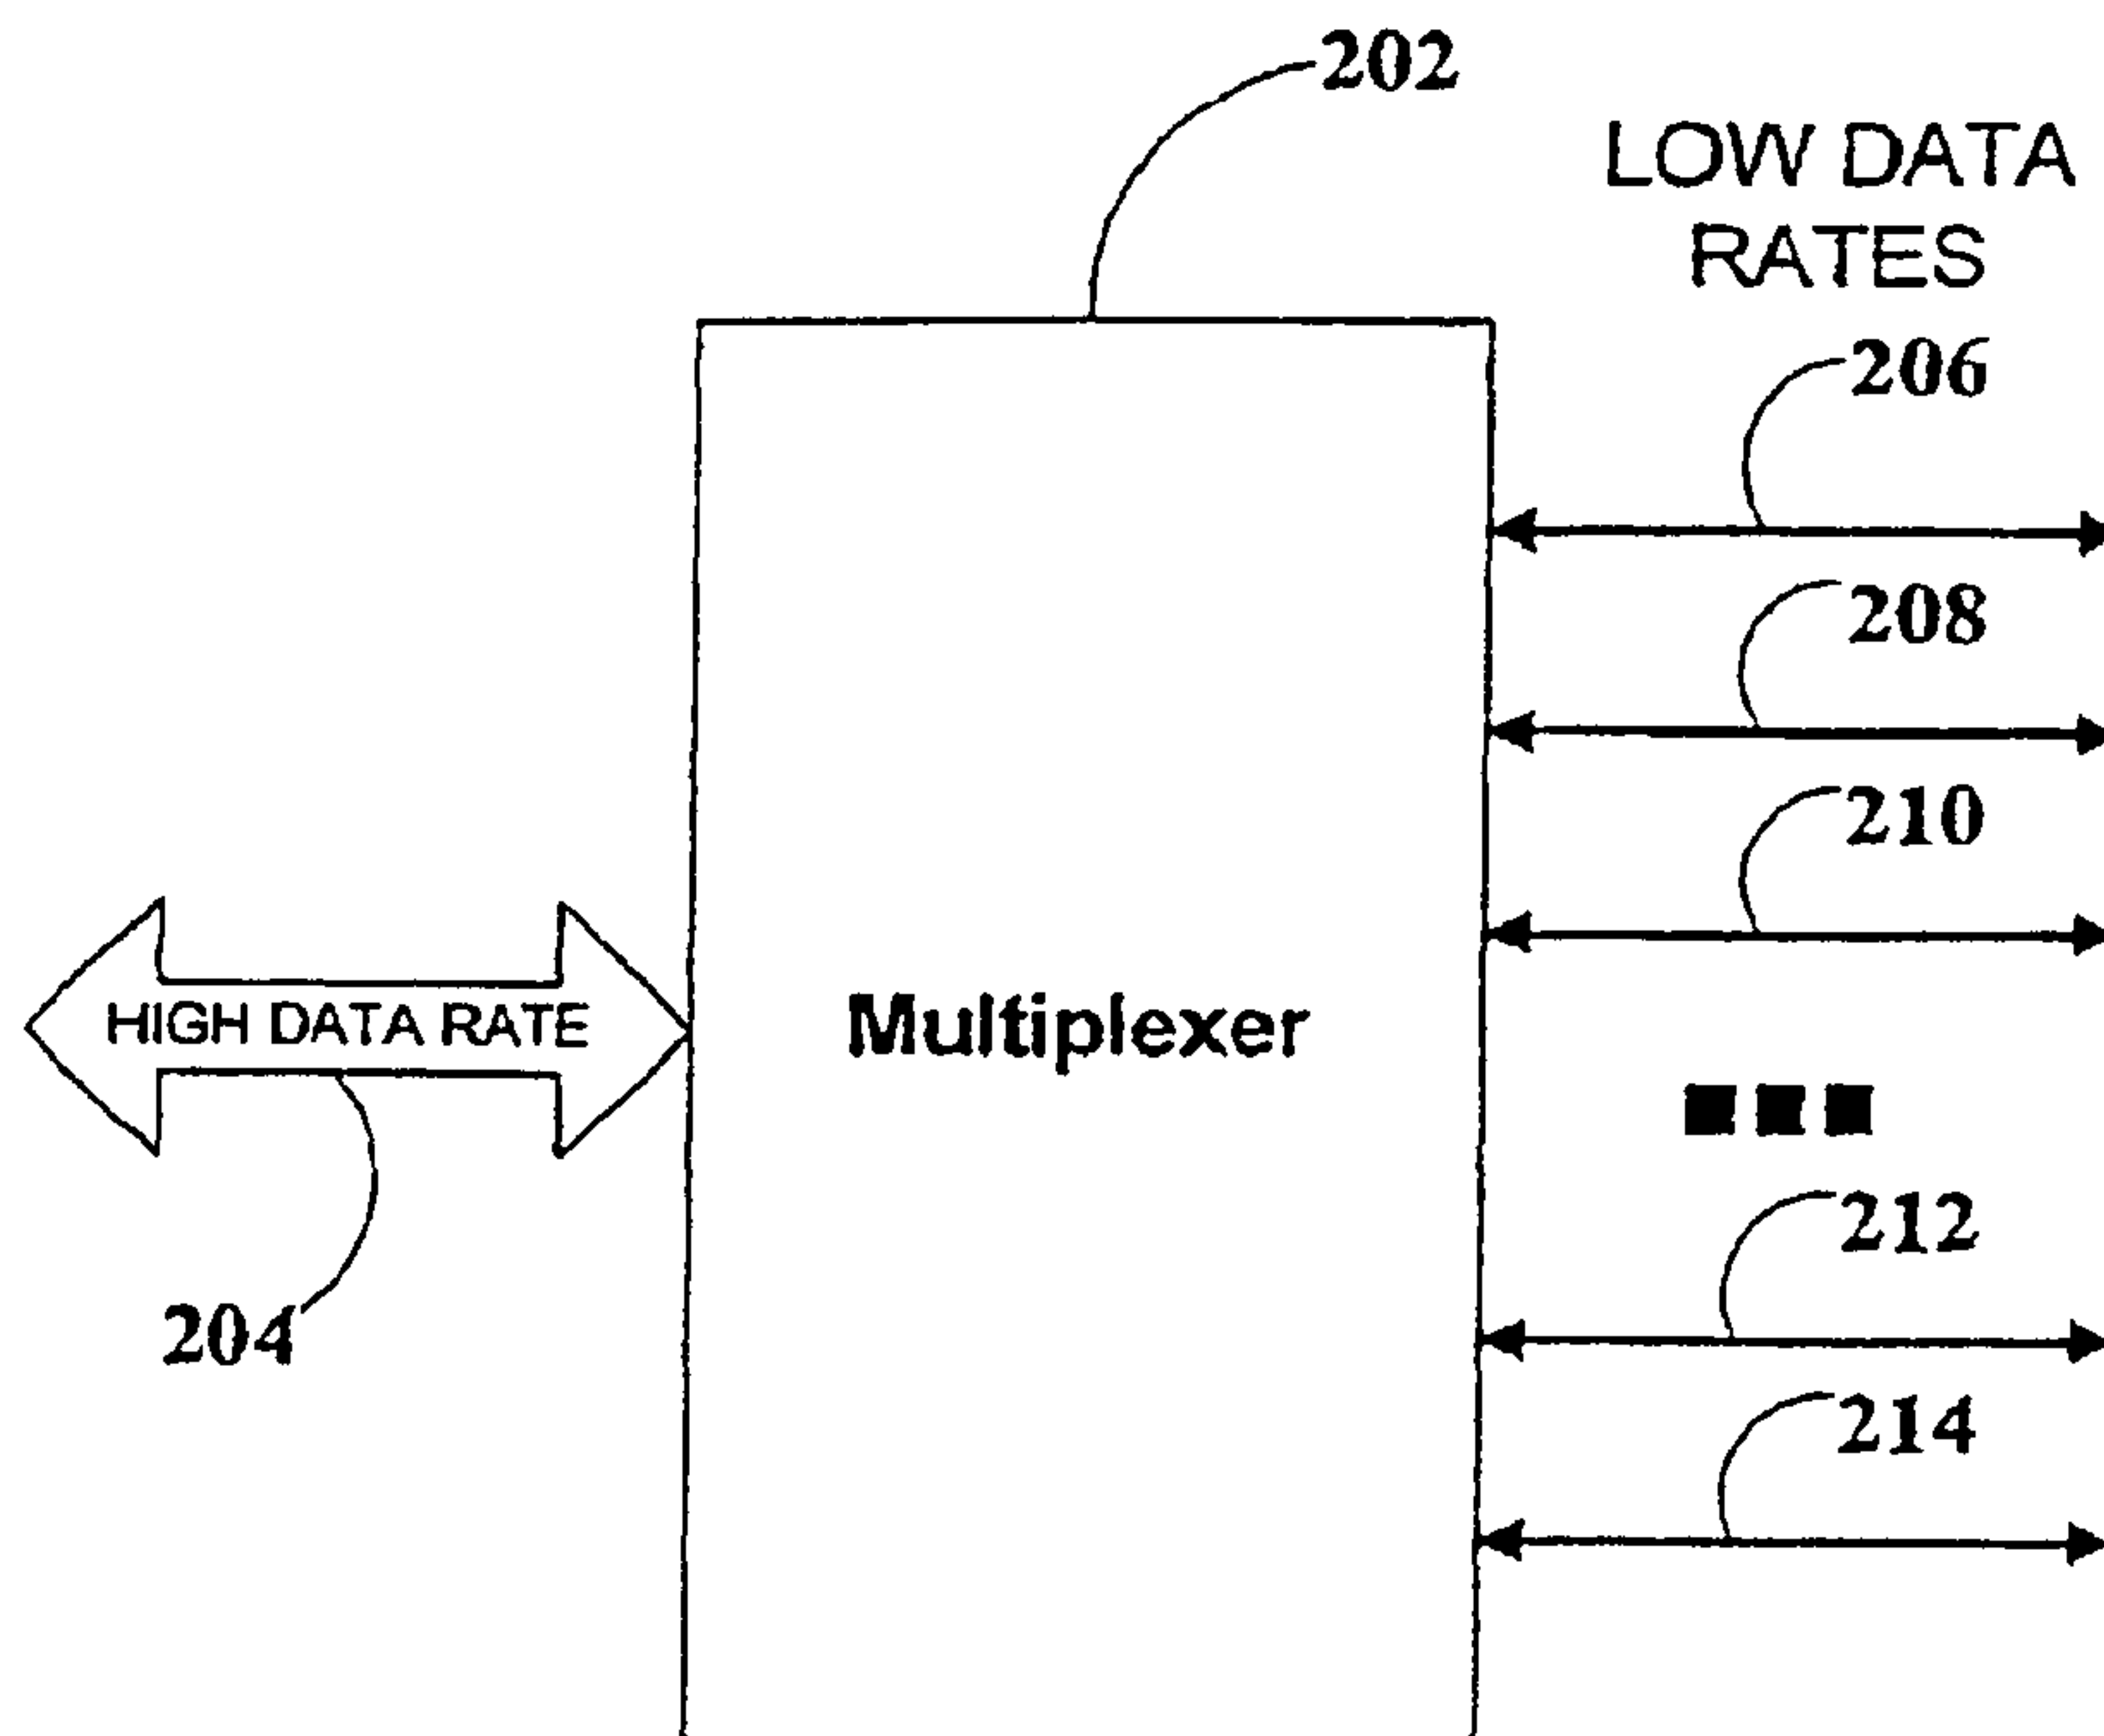 202
LOW DATA
RATES
206
208
210
HIGH DATA RATE
Multiplexer
212
204
214